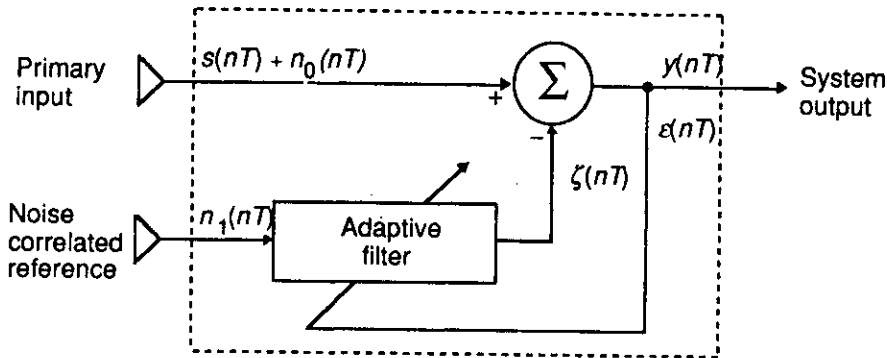 Primary
input
s(nT) + n₀(nT)
+
Σ
−
y(nT)
ε(nT)
System
output
ζ(nT)
Noise
correlated
reference
n₁(nT)
Adaptive
filter